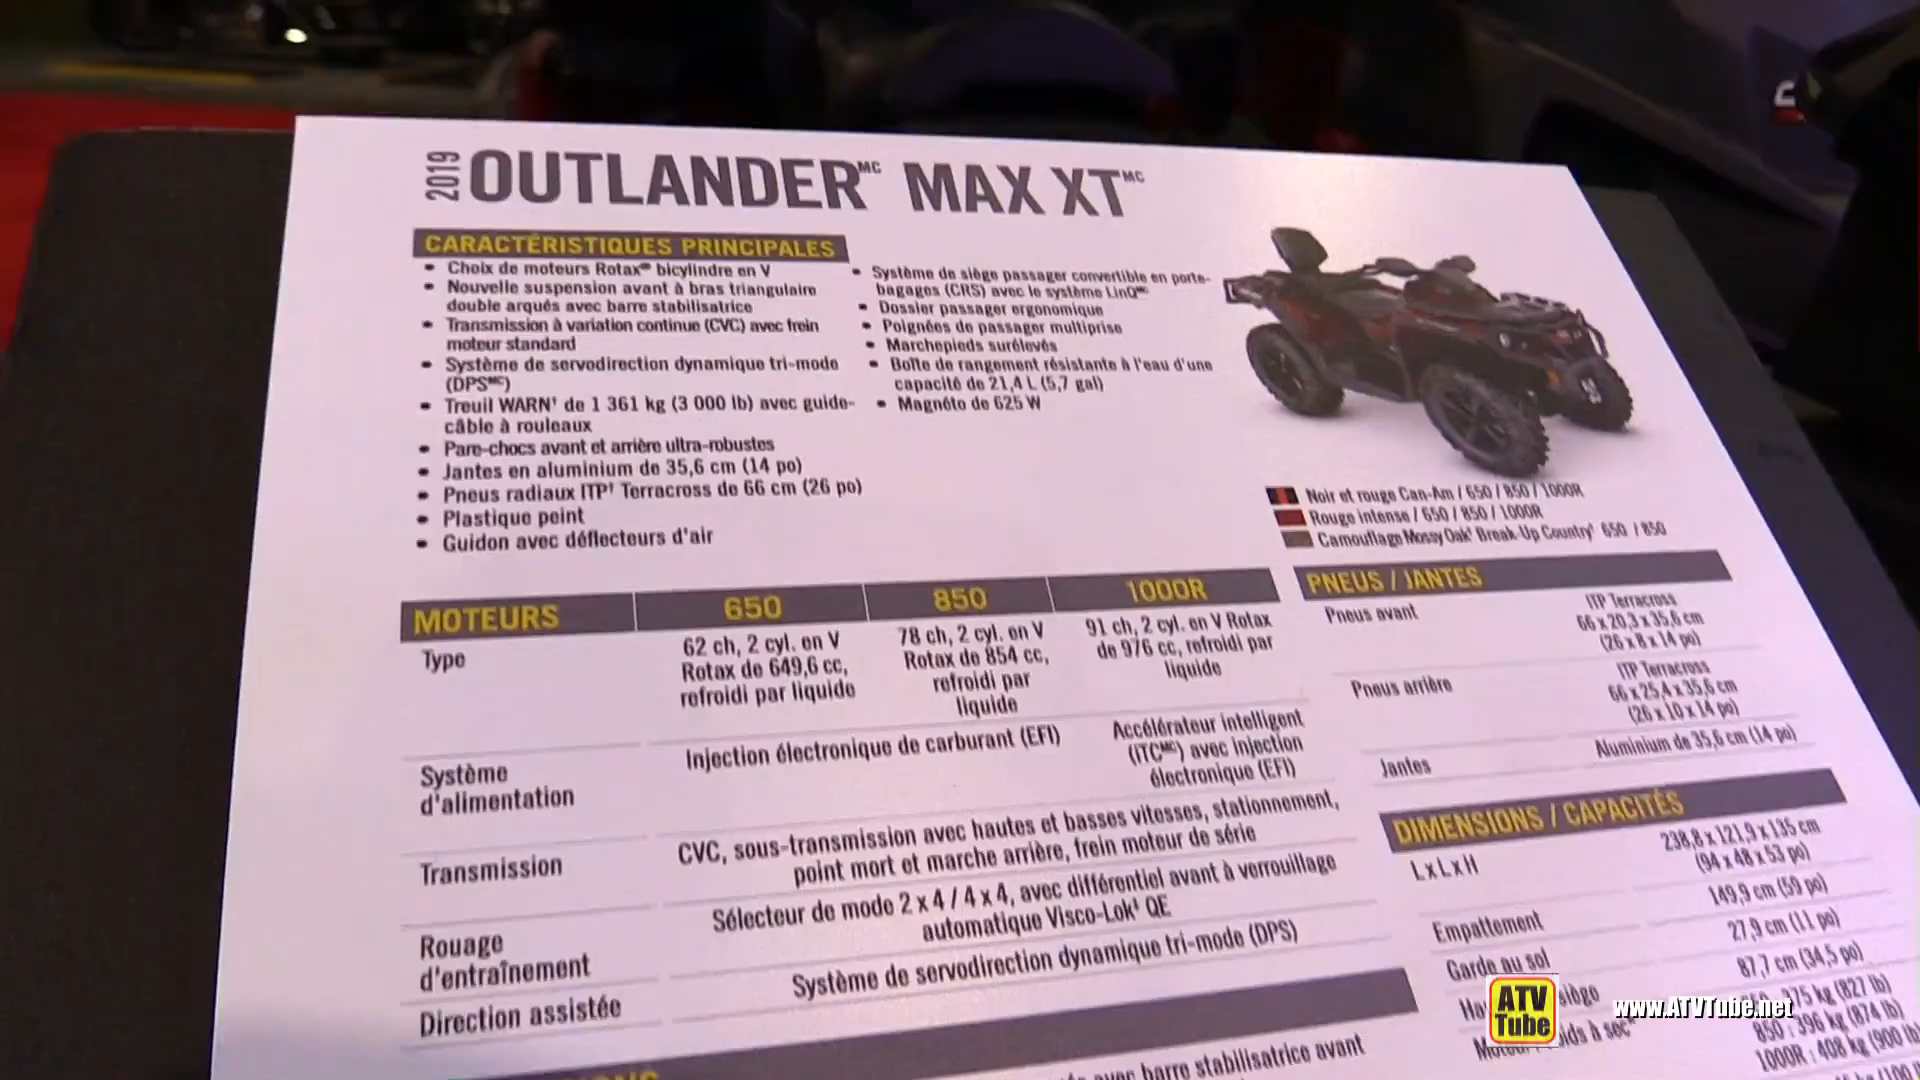 2019 OUTLANDER MC MAX XT MC
CARACTÉRISTIQUES PRINCIPALES
• Choix de moteurs Rotax bicylindre en V
• Nouvelle suspension avant à bras triangulaire
double arqués avec barre stabilisatrice
• Transmission à variation continue (CVC) avec frein
moteur standard
• Système de servodirection dynamique tri-mode
(DPS MC)
• Treuil WARN† de 1 361 kg (3 000 lb) avec guide-
câble à rouleaux
• Pare-chocs avant et arrière ultra-robustes
• Jantes en aluminium de 35,6 cm (14 po)
• Pneus radiaux ITP† Terracross de 66 cm (26 po)
• Plastique peint
• Guidon avec déflecteurs d'air
• Système de siège passager convertible en porte-
bagages (CRS) avec le système LinQ MC
• Dossier passager ergonomique
• Poignées de passager multiprise
• Marchepieds surélevés
• Boîte de rangement résistante à l'eau d'une
capacité de 21,4 L (5,7 gal)
• Magnéto de 625 W
Noir et rouge Can-Am / 650 / 850 / 1000R
Rouge intense / 650 / 850 / 1000R
Camouflage Mossy Oak† Break-Up Country† 650 / 850
MOTEURS 650 850 1000R
Type
62 ch, 2 cyl. en V
Rotax de 649,6 cc,
refroidi par liquide
78 ch, 2 cyl. en V
Rotax de 854 cc,
refroidi par
liquide
91 ch, 2 cyl. en V Rotax
de 976 cc, refroidi par
liquide
Système
d'alimentation
Injection électronique de carburant (EFI)
Accélérateur intelligent
(iTC MC) avec injection
électronique (EFI)
Transmission
CVC, sous-transmission avec hautes et basses vitesses, stationnement,
point mort et marche arrière, frein moteur de série
Rouage
d'entraînement
Sélecteur de mode 2 x 4 / 4 x 4, avec différentiel avant à verrouillage
automatique Visco-Lok† QE
Direction assistée
Système de servodirection dynamique tri-mode (DPS)
barre stabilisatrice avant
PNEUS / JANTES
Pneus avant
ITP Terracross
66 x 20,3 x 35,6 cm
(26 x 8 x 14 po)
Pneus arrière
ITP Terracross
66 x 25,4 x 35,6 cm
(26 x 10 x 14 po)
Jantes
Aluminium de 35,6 cm (14 po)
DIMENSIONS / CAPACITÉS
L x L x H
238,8 x 121,9 x 135 cm
(94 x 48 x 53 po)
Empattement
149,9 cm (59 po)
Garde au sol
27,9 cm (11 po)
siège
87,7 cm (34,5 po)
à sec
375 kg (827 lb)
850 : 396 kg (874 lb)
1000R : 408 kg (900 lb)
ATV
Tube
www.ATVTube.net